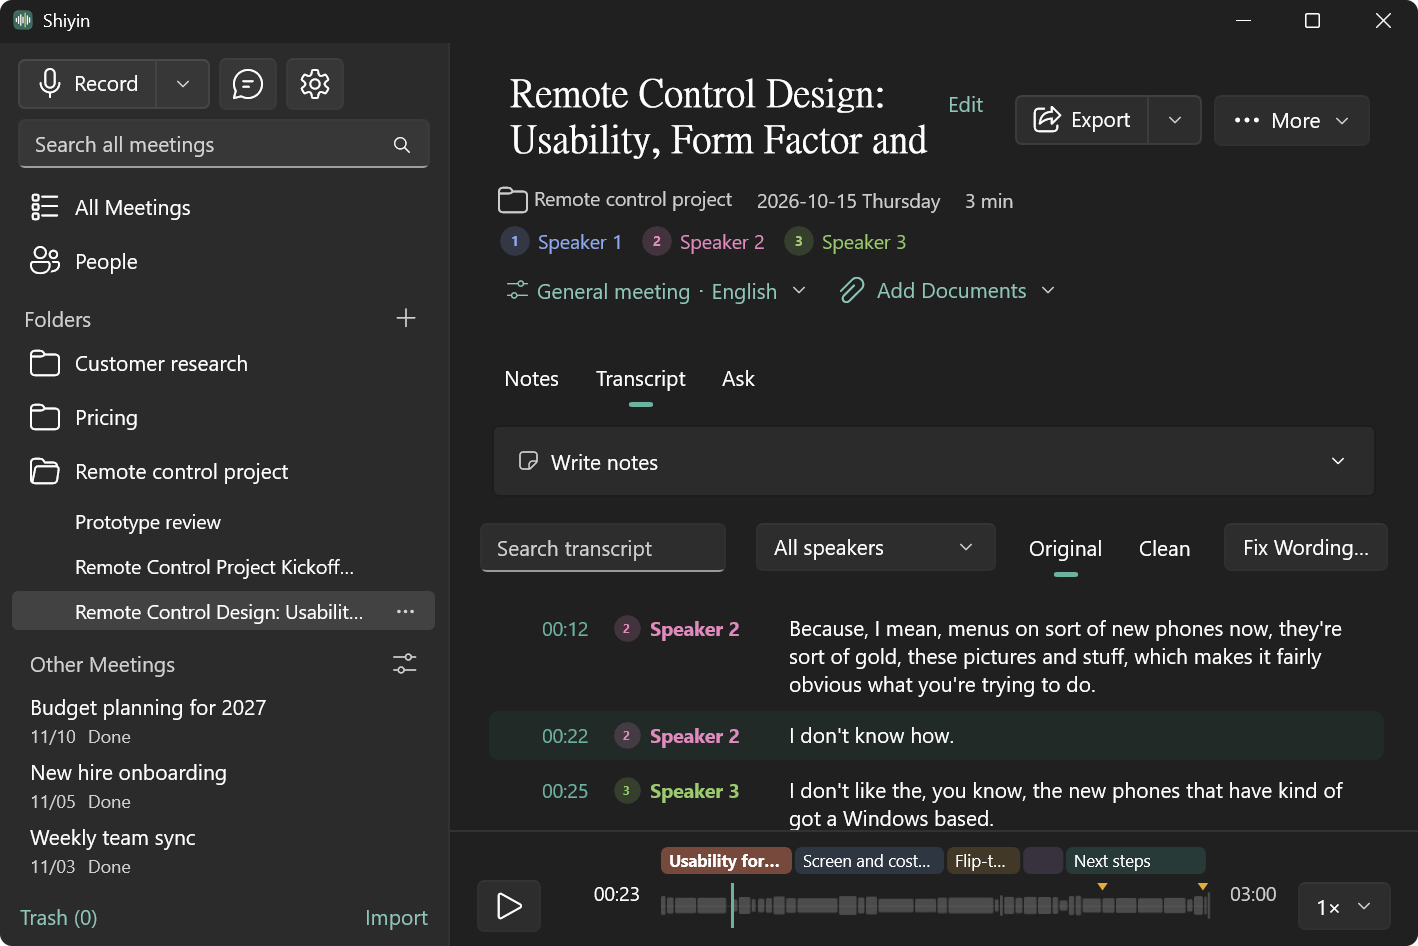 Shiyin
Record
Search all meetings
All Meetings
People
Folders
Customer research
Pricing
Remote control project
Prototype review
Remote Control Project Kickoff...
Remote Control Design: Usabilit...
Other Meetings
Budget planning for 2027
11/10 Done
New hire onboarding
11/05 Done
Weekly team sync
11/03 Done
Trash (0)
Import
Remote Control Design:
Usability, Form Factor and
Edit
Export
More
Remote control project 2026-10-15 Thursday 3 min
1 Speaker 1 2 Speaker 2 3 Speaker 3
General meeting · English
Add Documents
Notes Transcript Ask
Write notes
Search transcript
All speakers
Original
Clean
Fix Wording...
00:12 2 Speaker 2 Because, I mean, menus on sort of new phones now, they're
sort of gold, these pictures and stuff, which makes it fairly
obvious what you're trying to do.
00:22 2 Speaker 2 I don't know how.
00:25 3 Speaker 3 I don't like the, you know, the new phones that have kind of
got a Windows based.
Usability for... Screen and cost... Flip-t... Next steps
00:23
03:00
1×